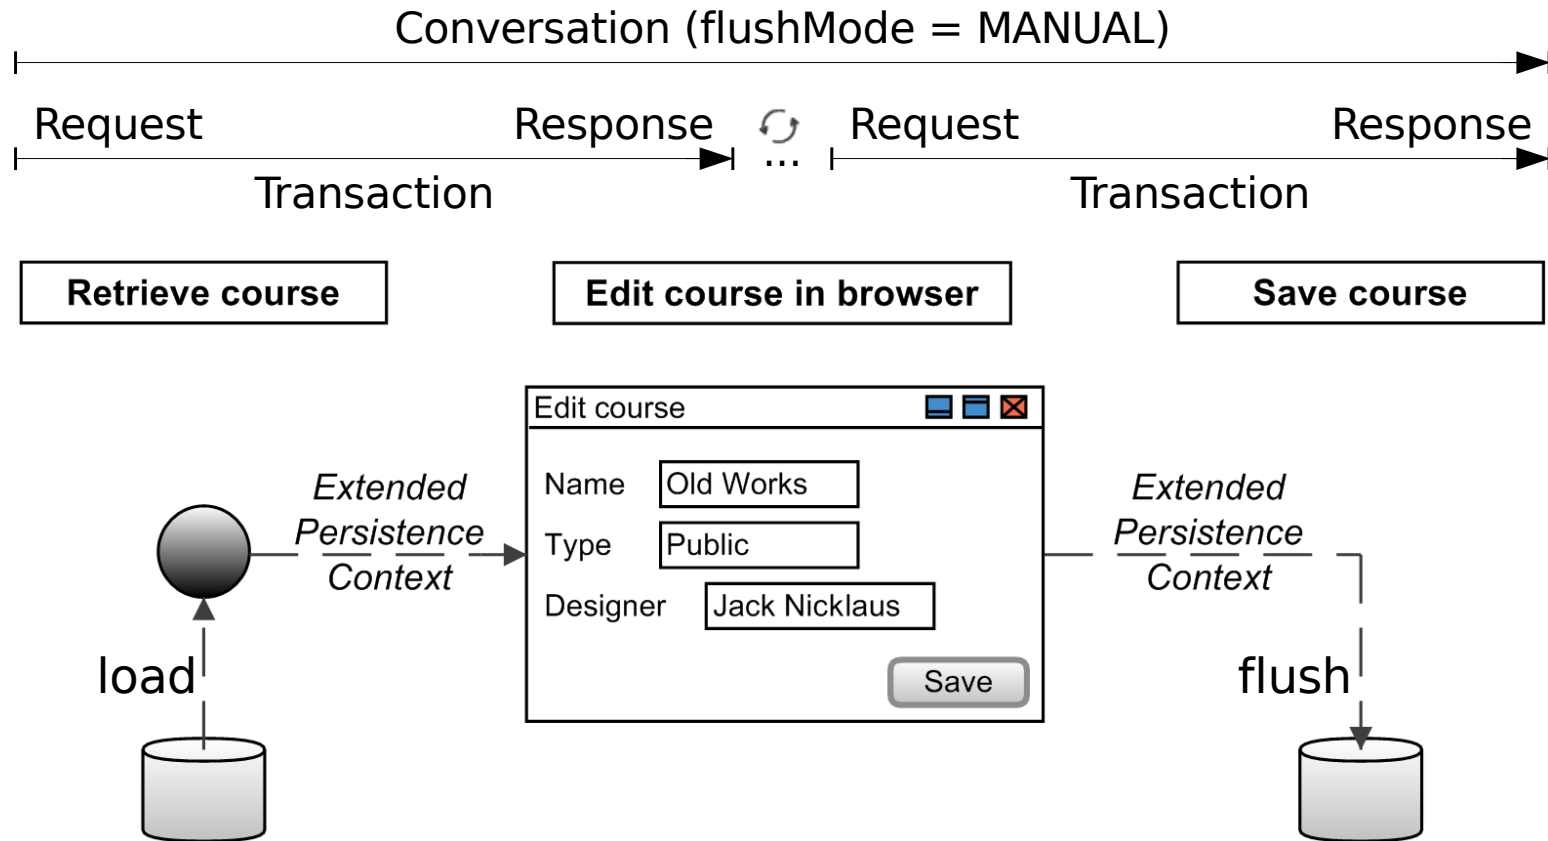 Conversation (flushMode = MANUAL)
Request Response ... Request Response
Transaction Transaction
Retrieve course Edit course in browser Save course
Edit course
Name Old Works
Type Public
Designer Jack Nicklaus
Save
Extended
Persistence
Context
Extended
Persistence
Context
load
flush